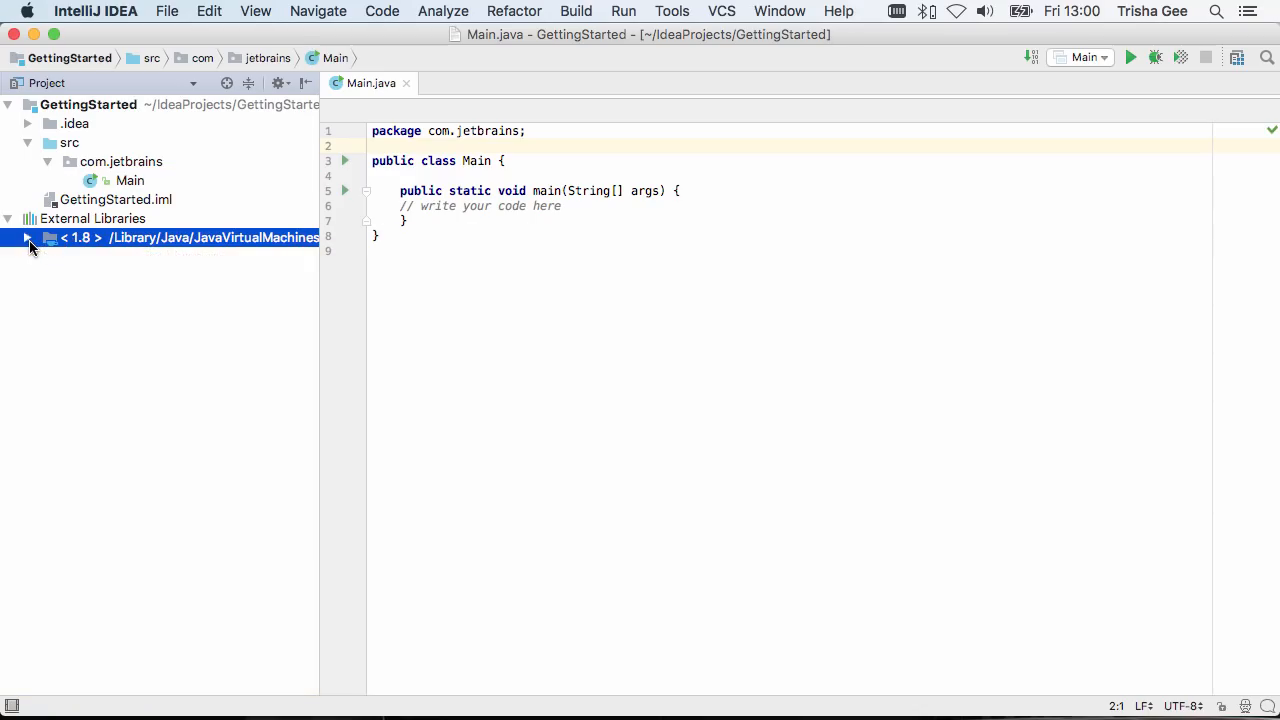 IntelliJ IDEA File Edit View Navigate Code Analyze Refactor Build Run Tools VCS Window Help Fri 13:00 Trisha Gee
Main.java - GettingStarted - [~/IdeaProjects/GettingStarted]
GettingStarted src com jetbrains Main Main
Project Main.java
GettingStarted ~/IdeaProjects/GettingStarte
.idea
src
com.jetbrains
Main
GettingStarted.iml
External Libraries
< 1.8 > /Library/Java/JavaVirtualMachines
1 package com.jetbrains;
2
3 public class Main {
4
5 public static void main(String[] args) {
6 // write your code here
7 }
8 }
9
2:1 LF UTF-8